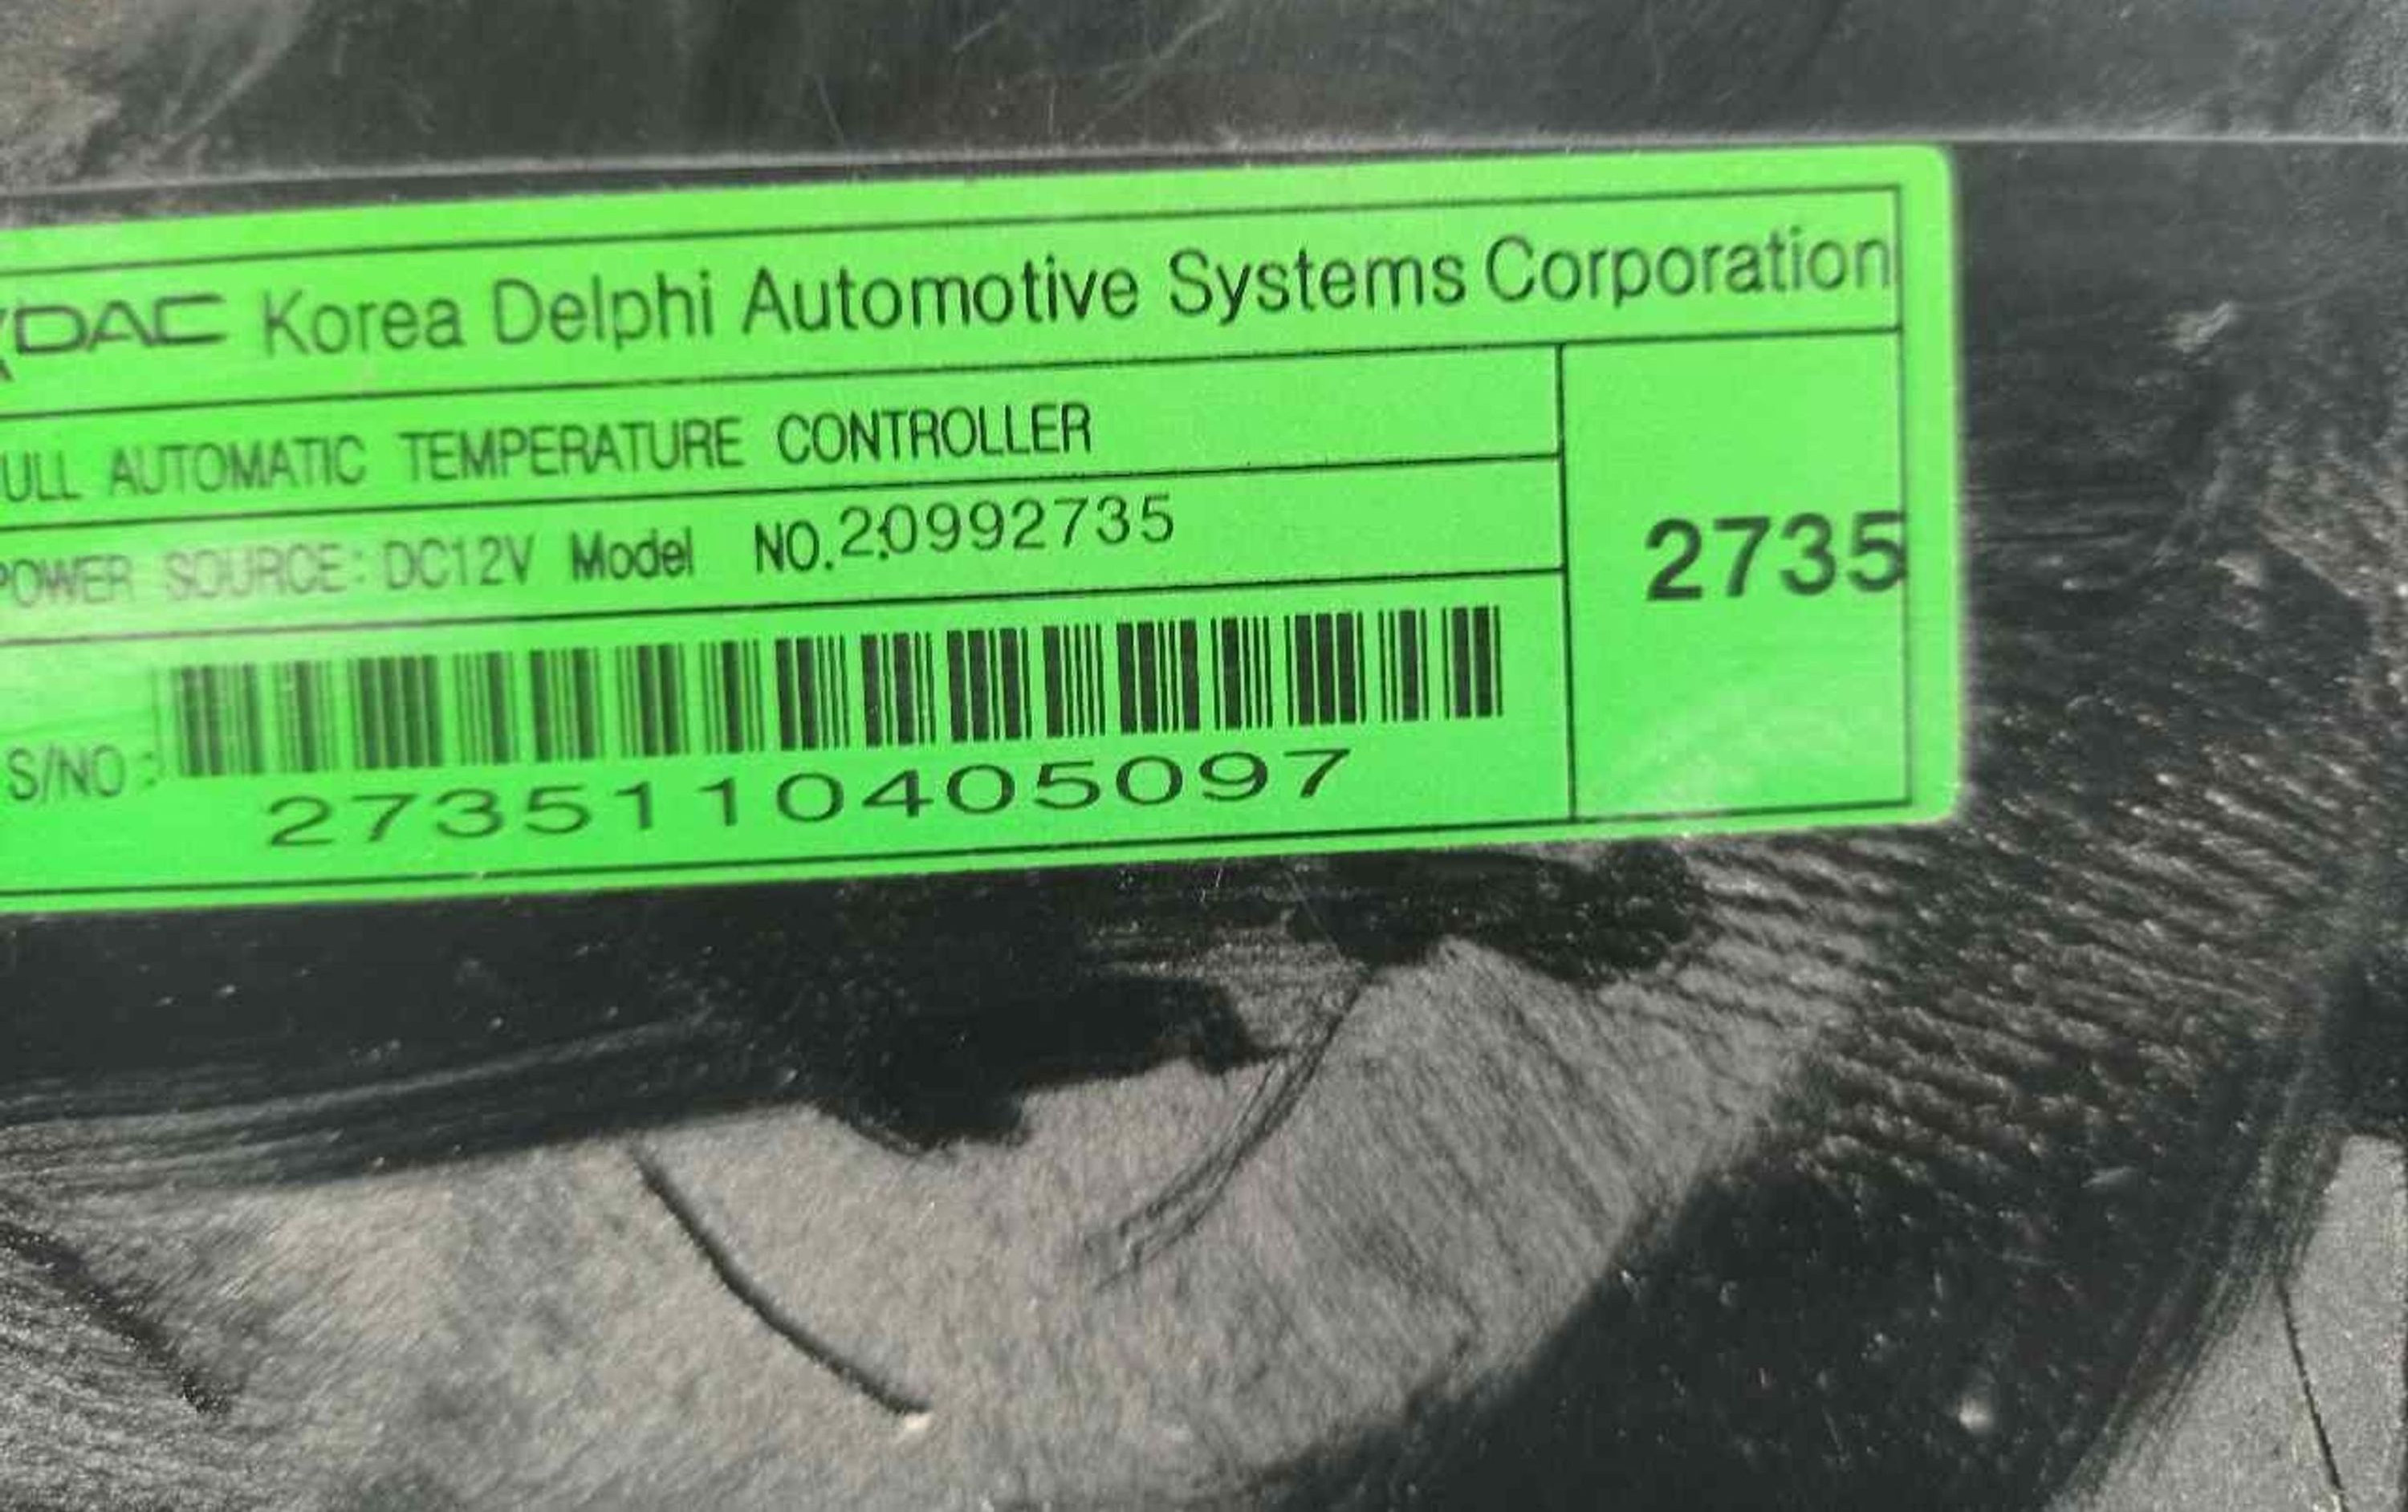 KDAC Korea Delphi Automotive Systems Corporation
ULL AUTOMATIC TEMPERATURE CONTROLLER
POWER SOURCE: DC12V Model NO.20992735
2735
S/NO :
2735110405097